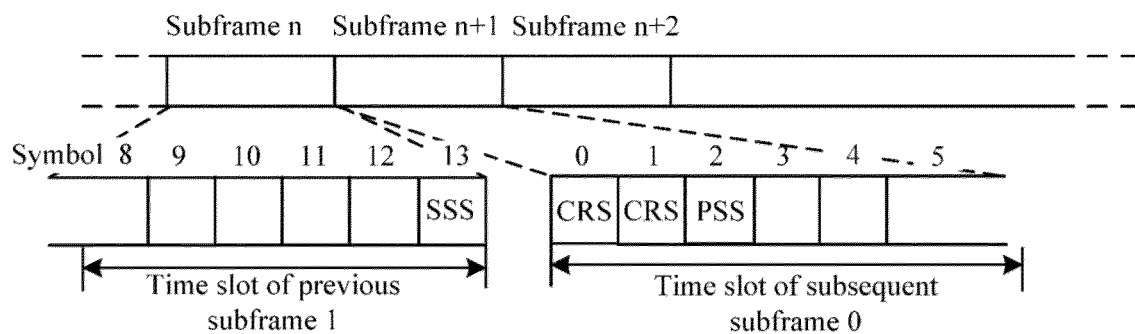 Subframe n Subframe n+1 Subframe n+2
Symbol 8 9 10 11 12 13 0 1 2 3 4 5
SSS CRS CRS PSS
Time slot of previous
subframe 1
Time slot of subsequent
subframe 0